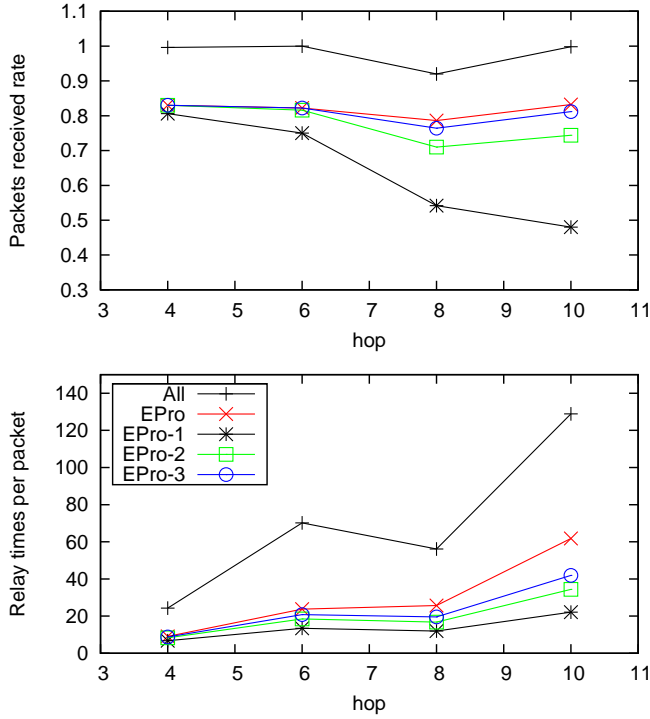 1.1
1
0.9
0.8
0.7
0.6
0.5
0.4
0.3
Packets received rate
3 4 5 6 7 8 9 10 11
hop
140
120
100
80
60
40
20
0
Relay times per packet
All
EPro
EPro-1
EPro-2
EPro-3
3 4 5 6 7 8 9 10 11
hop